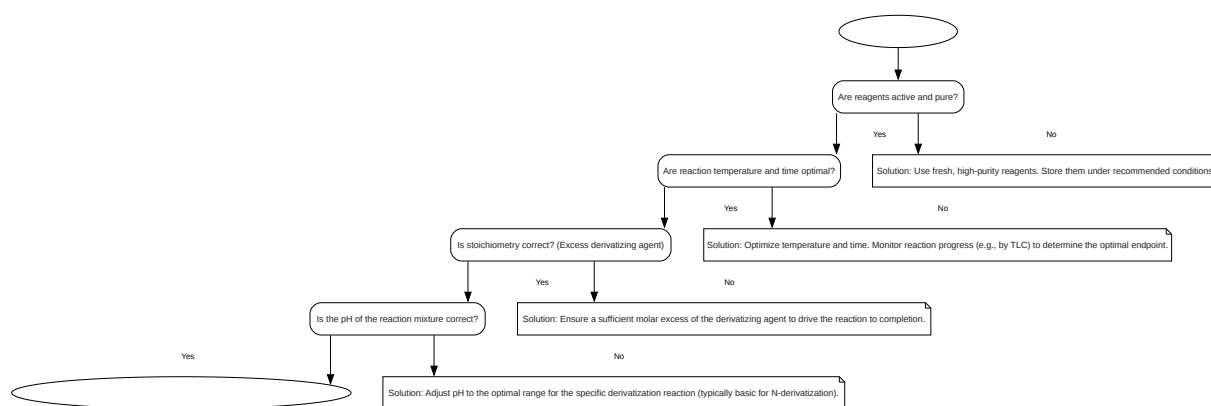 Are reagents active and pure?
Yes
No
Are reaction temperature and time optimal?
Solution: Use fresh, high-purity reagents. Store them under recommended conditions
Yes
No
Is stoichiometry correct? (Excess derivatizing agent)
Solution: Optimize temperature and time. Monitor reaction progress (e.g., by TLC) to determine the optimal endpoint.
Yes
No
Is the pH of the reaction mixture correct?
Solution: Ensure a sufficient molar excess of the derivatizing agent to drive the reaction to completion.
Yes
No
Solution: Adjust pH to the optimal range for the specific derivatization reaction (typically basic for N-derivatization).